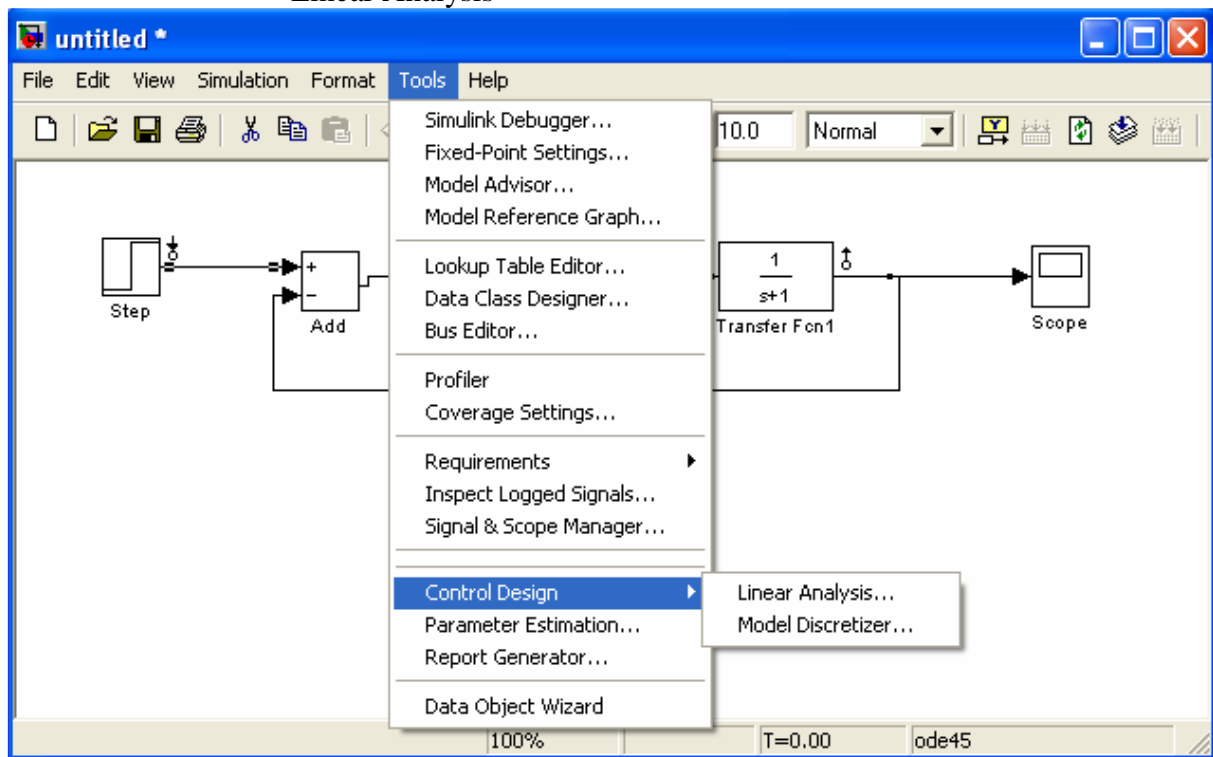 Linear Analysis
untitled *
File Edit View Simulation Format Tools Help
10.0 Normal
Simulink Debugger...
Fixed-Point Settings...
Model Advisor...
Model Reference Graph...
Lookup Table Editor...
Data Class Designer...
Bus Editor...
Profiler
Coverage Settings...
Requirements
Inspect Logged Signals...
Signal & Scope Manager...
Control Design
Parameter Estimation...
Report Generator...
Data Object Wizard
Linear Analysis...
Model Discretizer...
Step
+
−
Add
1
s+1
Transfer Fcn1
Scope
100% T=0.00 ode45